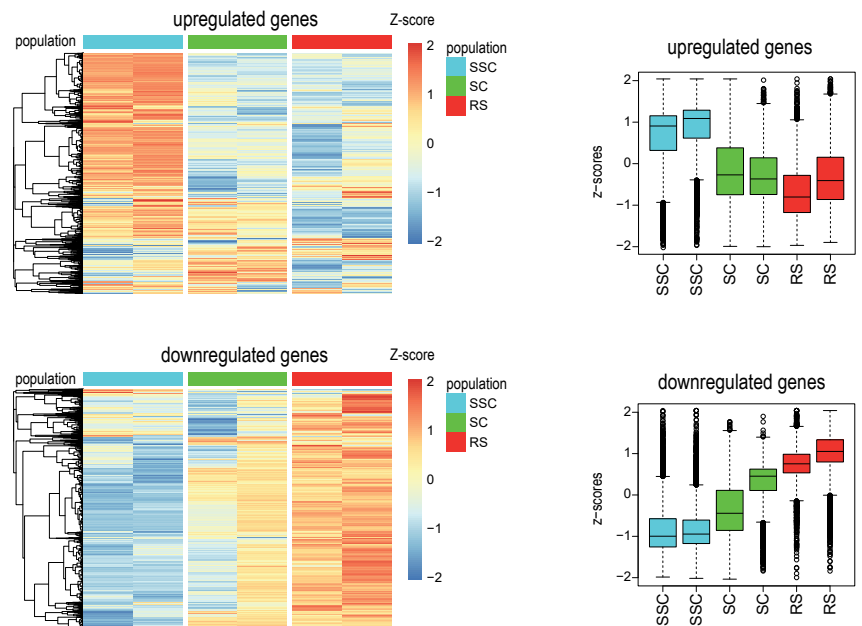 upregulated genes
Z-score
population
2
1
0
−1
−2
population
SSC
SC
RS
upregulated genes
z-scores
2
1
0
−1
−2
SSC
SSC
SC
SC
RS
RS
downregulated genes
Z-score
population
2
1
0
−1
−2
population
SSC
SC
RS
downregulated genes
z-scores
2
1
0
−1
−2
SSC
SSC
SC
SC
RS
RS